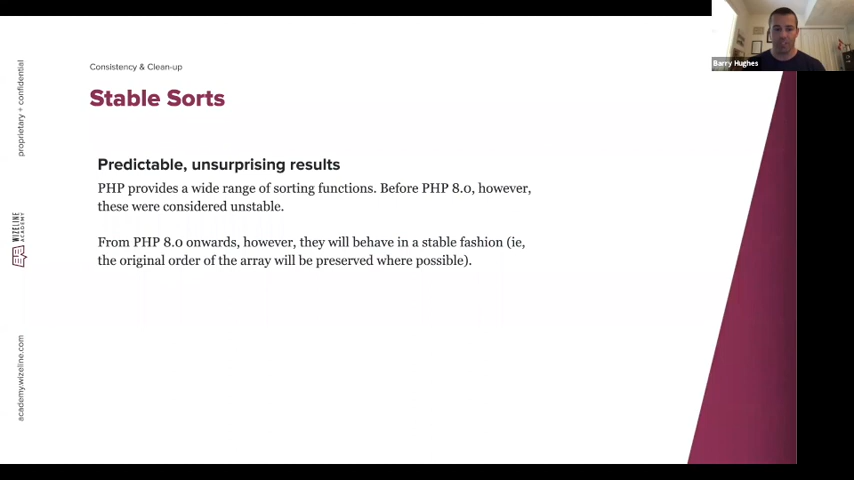 Consistency & Clean-up
Stable Sorts
Predictable, unsurprising results
PHP provides a wide range of sorting functions. Before PHP 8.0, however,
these were considered unstable.
From PHP 8.0 onwards, however, they will behave in a stable fashion (ie,
the original order of the array will be preserved where possible).
proprietary + confidential
WIZELINE
ACADEMY
academy.wizeline.com
Barry Hughes